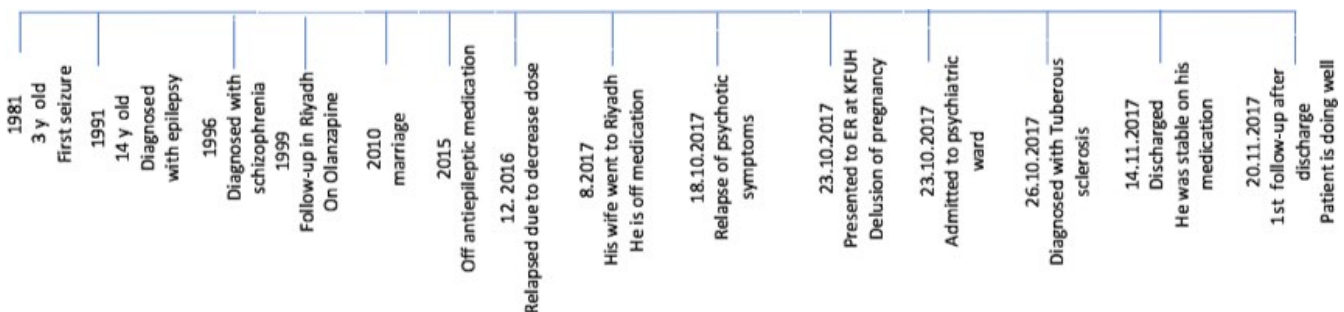 1981
3 y old
First seizure
1991
14 y old
Diagnosed
with epilepsy
1996
Diagnosed with
schizophrenia
1999
Follow-up in Riyadh
On Olanzapine
2010
marriage
2015
Off antiepileptic medication
12. 2016
Relapsed due to decrease dose
8.2017
His wife went to Riyadh
He is off medication
18.10.2017
Relapse of psychotic
symptoms
23.10.2017
Presented to ER at KFUH
Delusion of pregnancy
23.10.2017
Admitted to psychiatric
ward
26.10.2017
Diagnosed with Tuberous
sclerosis
14.11.2017
Discharged
He was stable on his
medication
20.11.2017
1st follow-up after
discharge
Patient is doing well